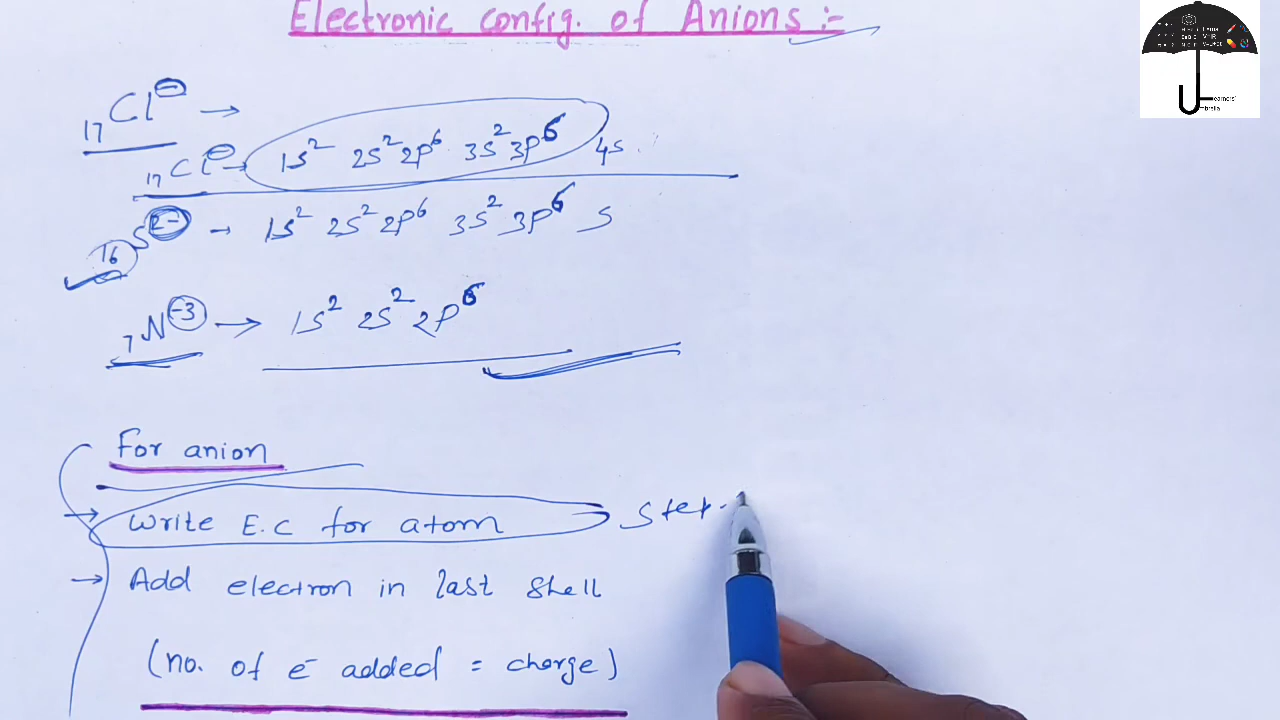 Electronic config. of Anions :-
₁₇Cl⁻ →
₁₇Cl⁻ → 1s² 2s² 2p⁶ 3s² 3p⁶ 4s
₁₆S²⁻ → 1s² 2s² 2p⁶ 3s² 3p⁶ s
₇N⁻³ → 1s² 2s² 2p⁶
For anion
→ Write E.C for atom
Step-
→ Add electron in last shell
(no. of e⁻ added = charge)
earners'
mbrella